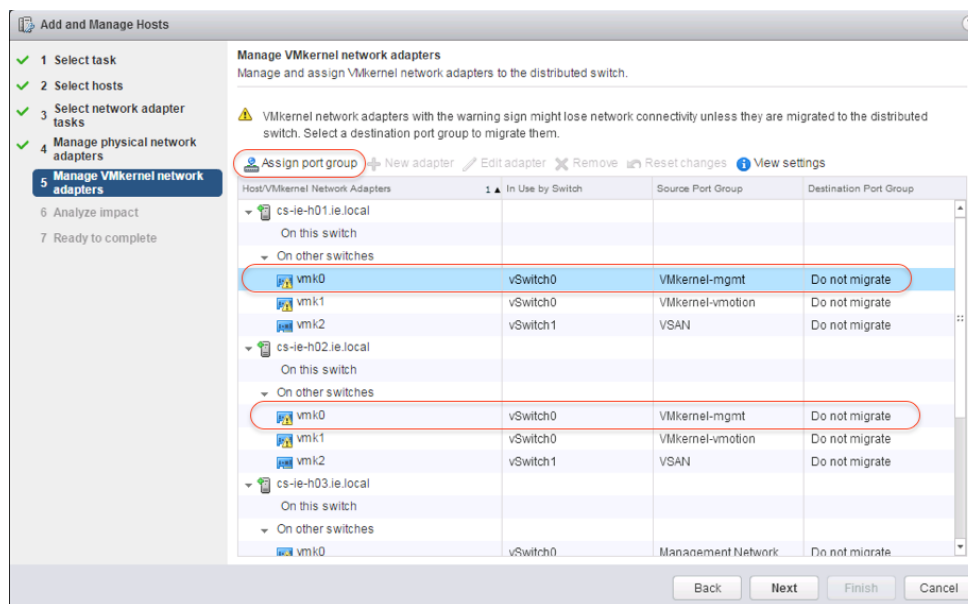 Add and Manage Hosts
1 Select task
2 Select hosts
3 Select network adapter
tasks
4 Manage physical network
adapters
5 Manage VMkernel network
adapters
6 Analyze impact
7 Ready to complete
Manage VMkernel network adapters
Manage and assign VMkernel network adapters to the distributed switch.
VMkernel network adapters with the warning sign might lose network connectivity unless they are migrated to the distributed
switch. Select a destination port group to migrate them.
Assign port group New adapter Edit adapter Remove Reset changes View settings
Host/VMkernel Network Adapters 1 ▲ In Use by Switch Source Port Group Destination Port Group
cs-ie-h01.ie.local
On this switch
On other switches
vmk0 vSwitch0 VMkernel-mgmt Do not migrate
vmk1 vSwitch0 VMkernel-vmotion Do not migrate
vmk2 vSwitch1 VSAN Do not migrate
cs-ie-h02.ie.local
On this switch
On other switches
vmk0 vSwitch0 VMkernel-mgmt Do not migrate
vmk1 vSwitch0 VMkernel-vmotion Do not migrate
vmk2 vSwitch1 VSAN Do not migrate
cs-ie-h03.ie.local
On this switch
On other switches
vmk0 vSwitch0 Management Network Do not migrate
Back Next Finish Cancel